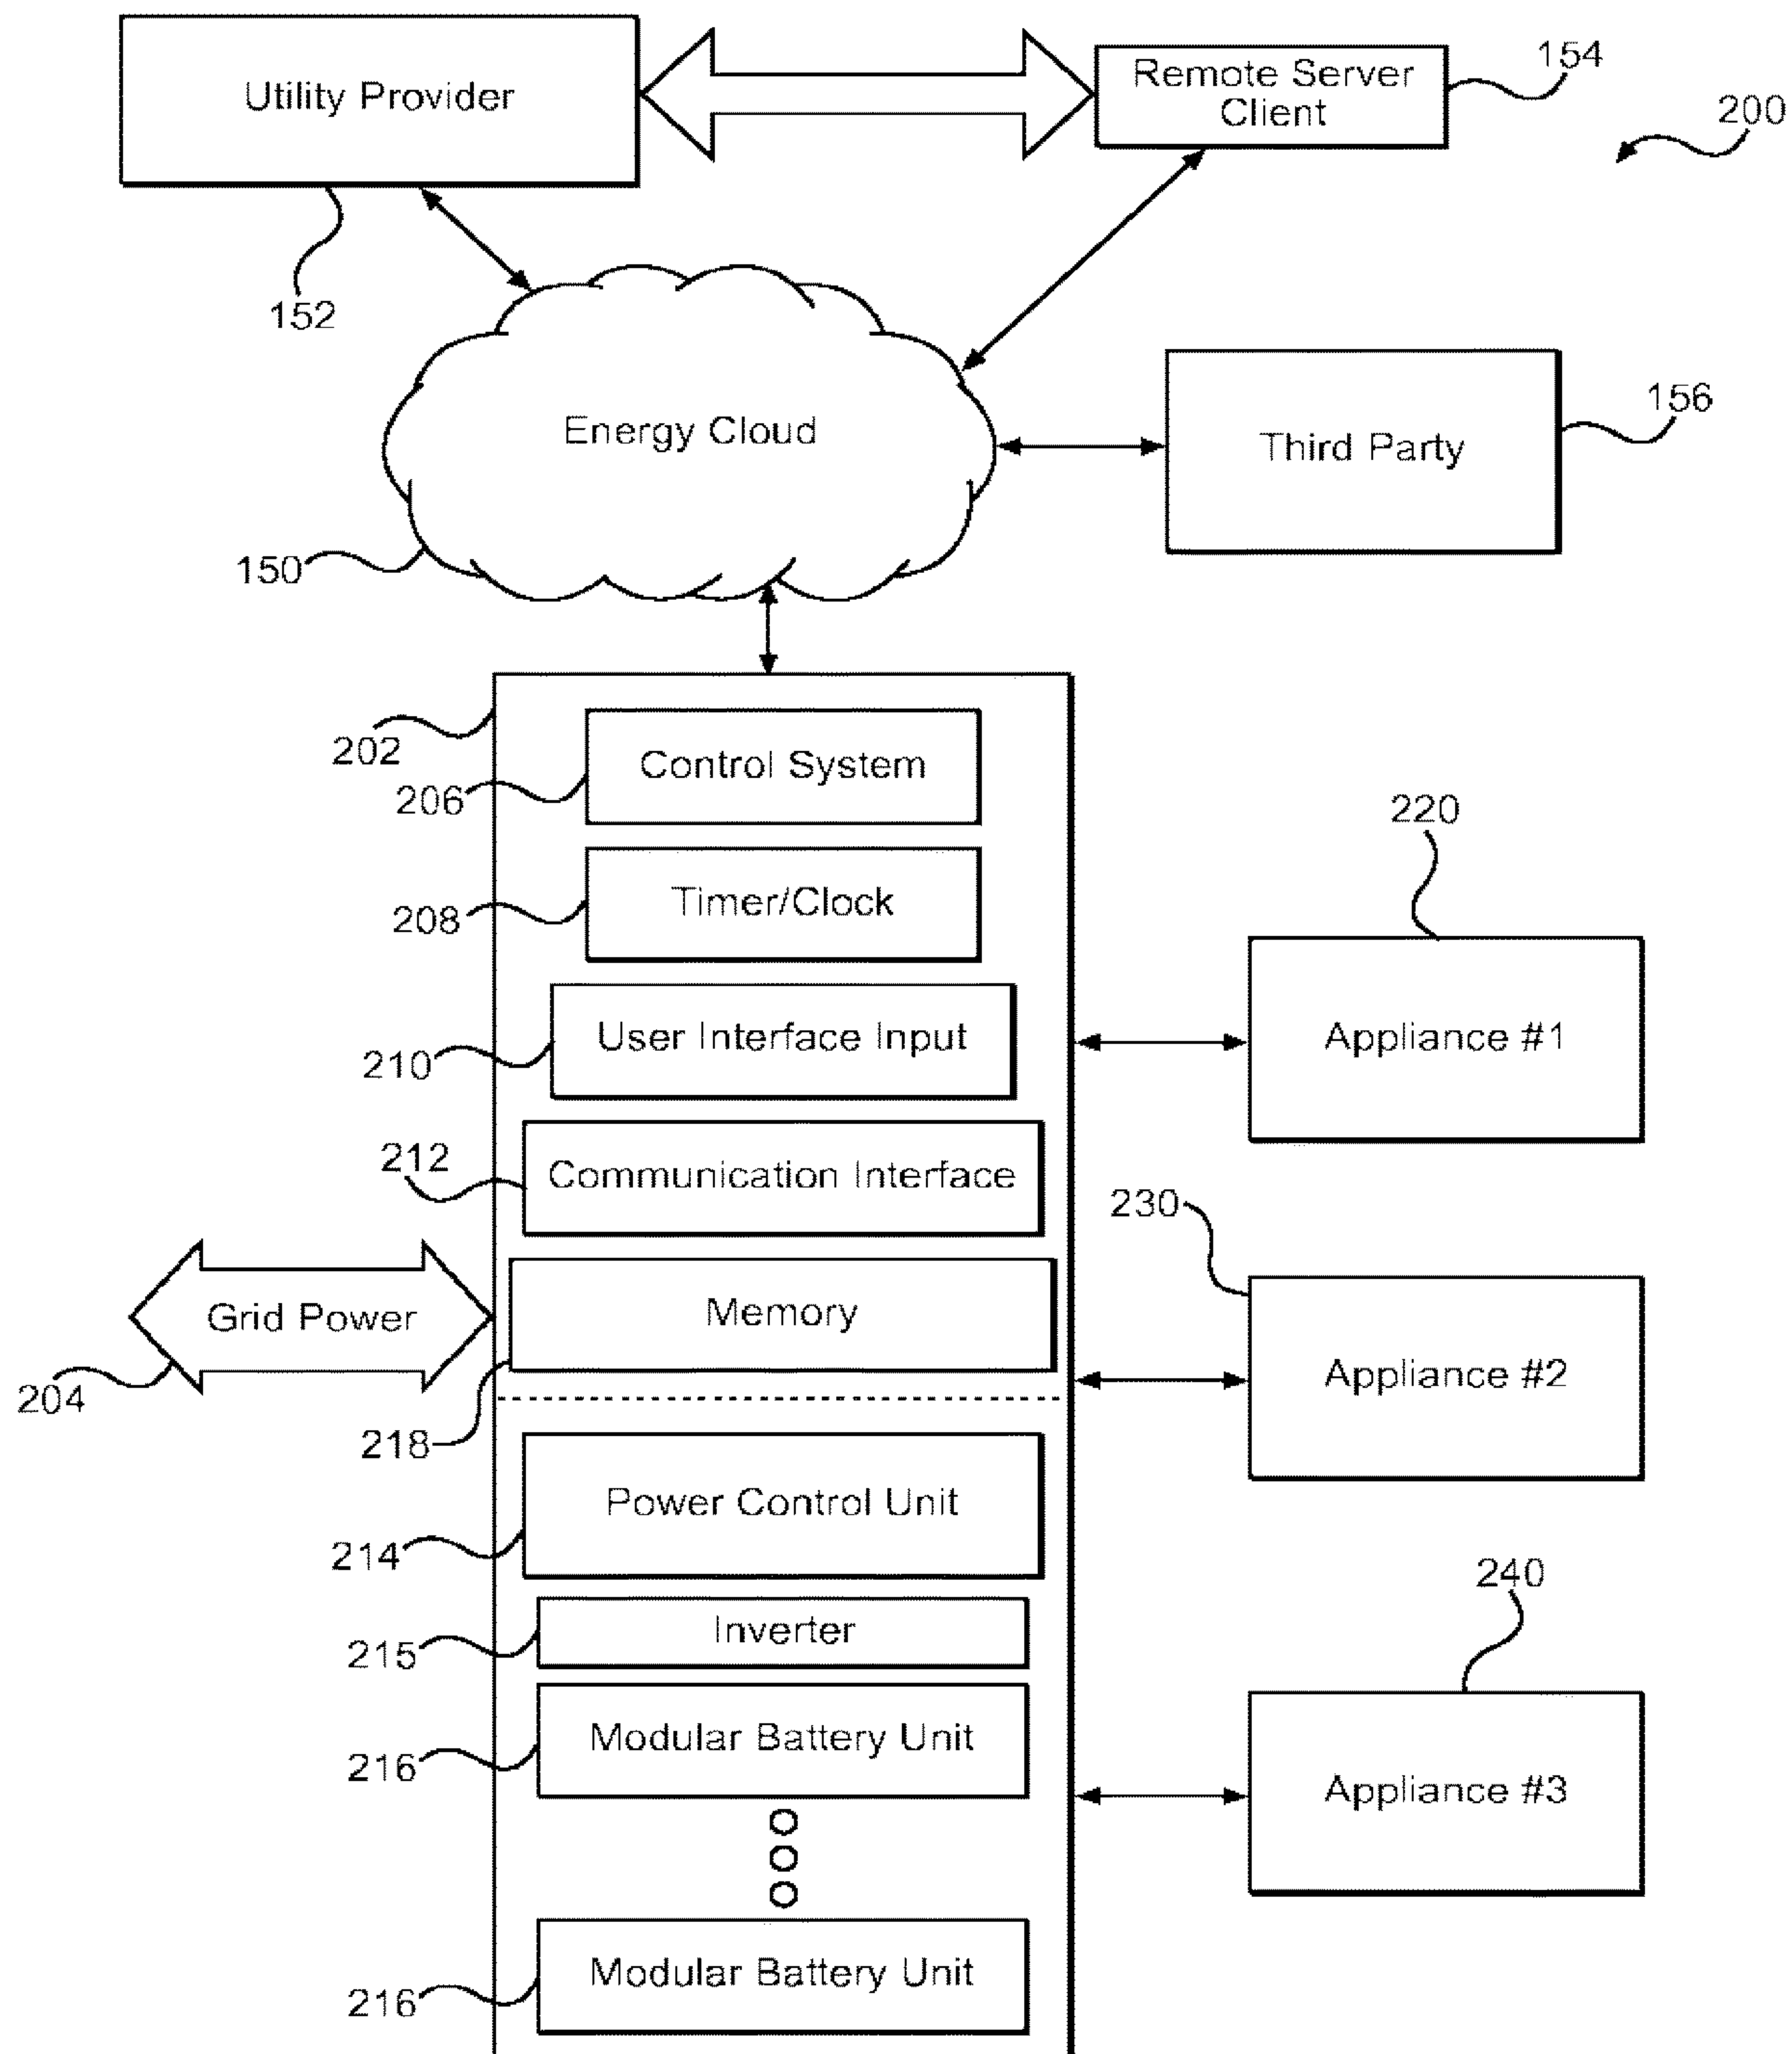 Utility Provider
Remote Server
Client
154
200
152
Energy Cloud
Third Party
156
150
202
Control System
206
Timer/Clock
208
220
User Interface Input
210
Appliance #1
212
Communication Interface
230
Grid Power
Memory
204
218
Appliance #2
Power Control Unit
214
240
Inverter
215
Modular Battery Unit
216
Appliance #3
Modular Battery Unit
216